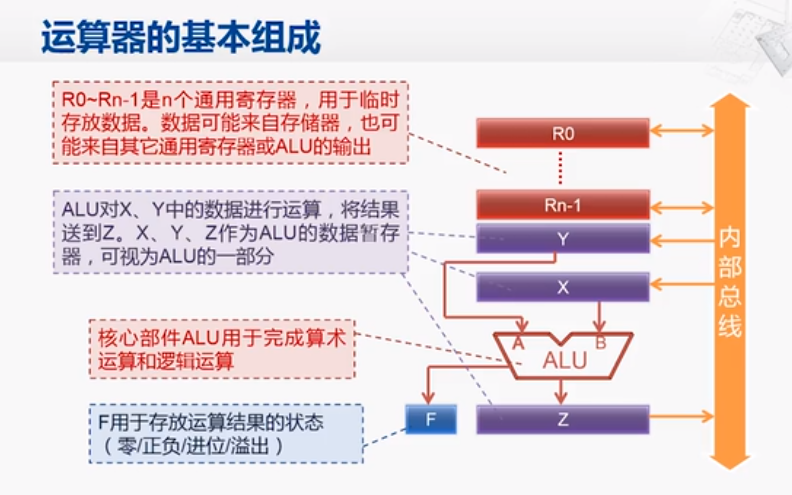 运算器的基本组成
R0~Rn-1是n个通用寄存器，用于临时
存放数据。数据可能来自存储器，也可
能来自其它通用寄存器或ALU的输出
ALU对X、Y中的数据进行运算，将结果
送到Z。X、Y、Z作为ALU的数据暂存
器，可视为ALU的一部分
核心部件ALU用于完成算术
运算和逻辑运算
F用于存放运算结果的状态
（零/正负/进位/溢出）
R0
Rn-1
Y
X
A
B
ALU
F
Z
内部总线